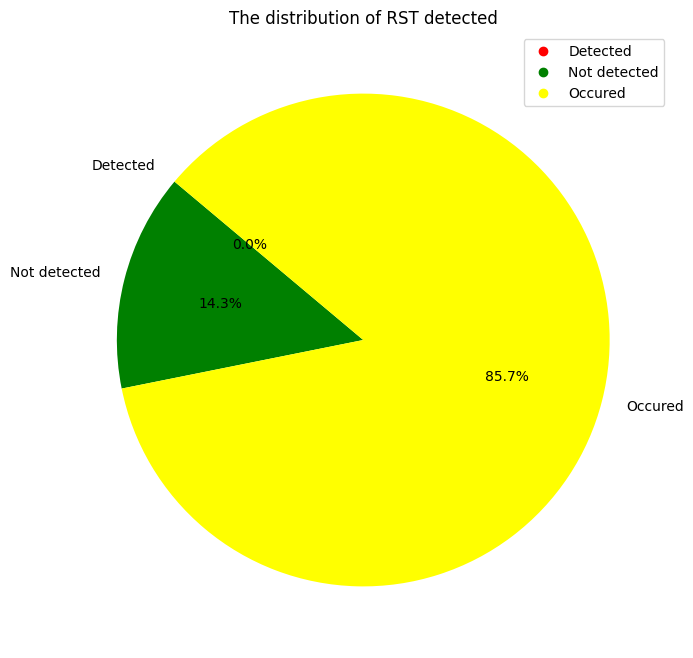 The distribution of RST detected
Detected
Not detected
Occured
Detected
0.0%
Not detected
14.3%
85.7%
Occured